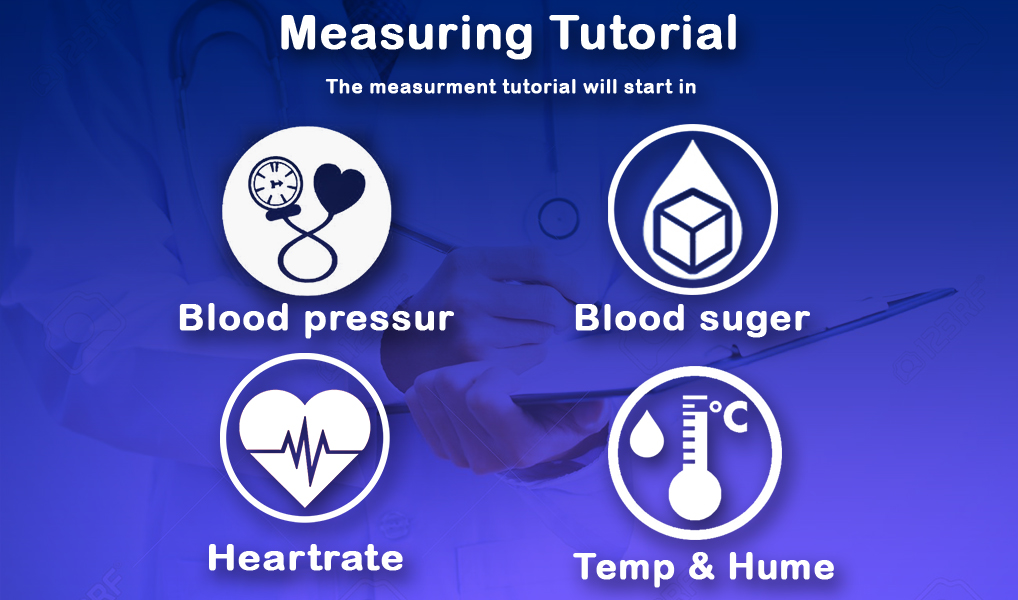 Measuring Tutorial
The measurment tutorial will start in
°C
Blood pressur
Blood suger
Heartrate
Temp & Hume